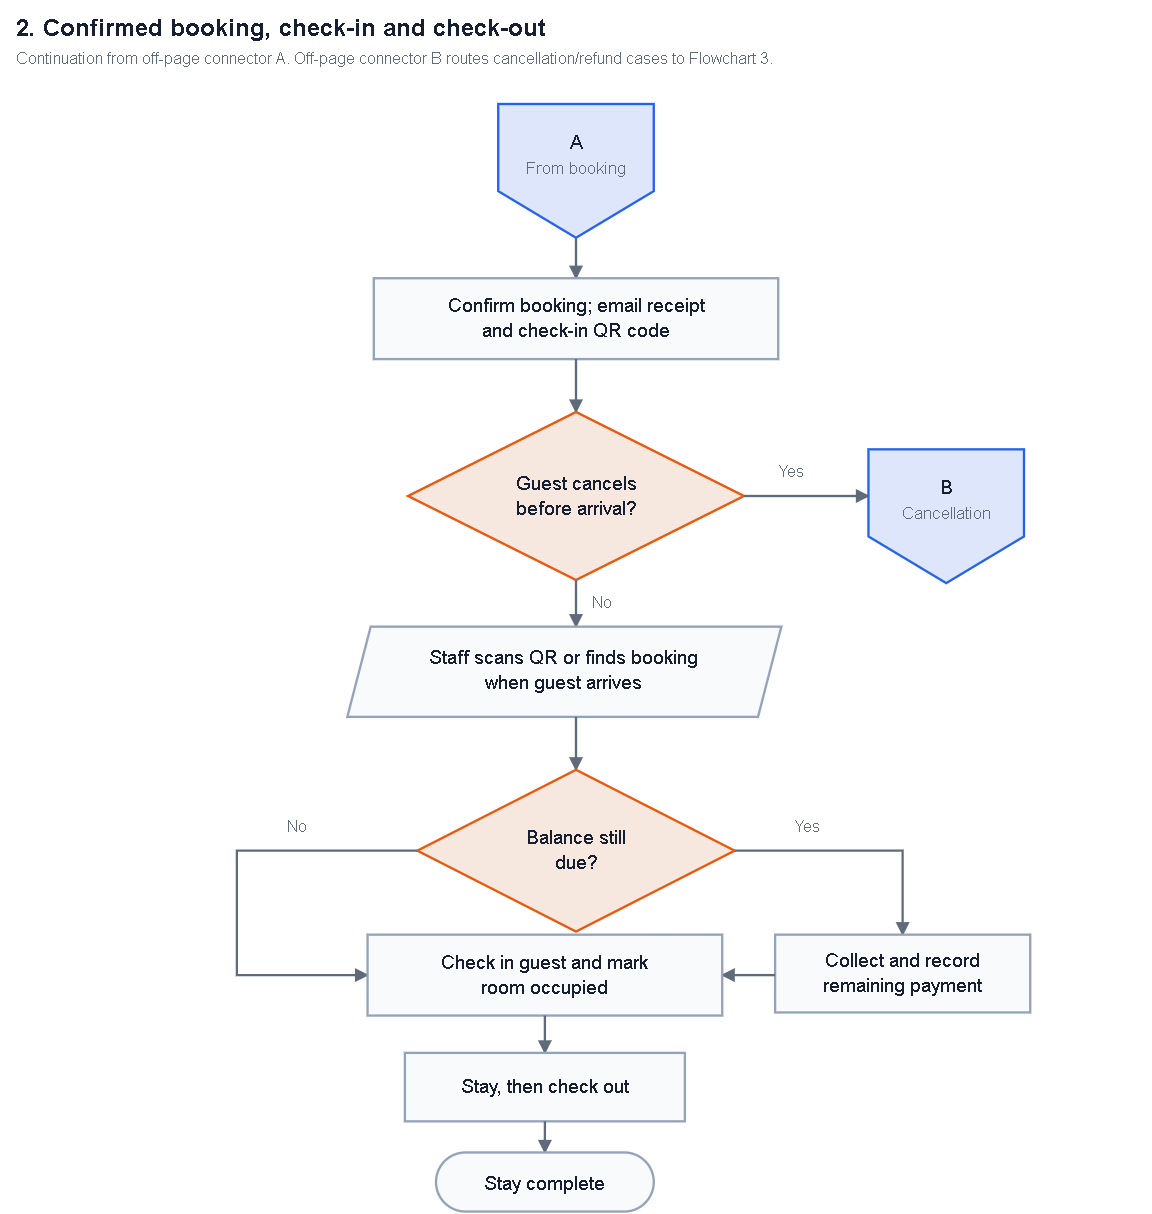 2. Confirmed booking, check-in and check-out
Continuation from off-page connector A. Off-page connector B routes cancellation/refund cases to Flowchart 3.
A
From booking
Confirm booking; email receipt
and check-in QR code
Guest cancels
before arrival?
Yes
B
Cancellation
No
Staff scans QR or finds booking
when guest arrives
Balance still
due?
No
Yes
Check in guest and mark
room occupied
Collect and record
remaining payment
Stay, then check out
Stay complete